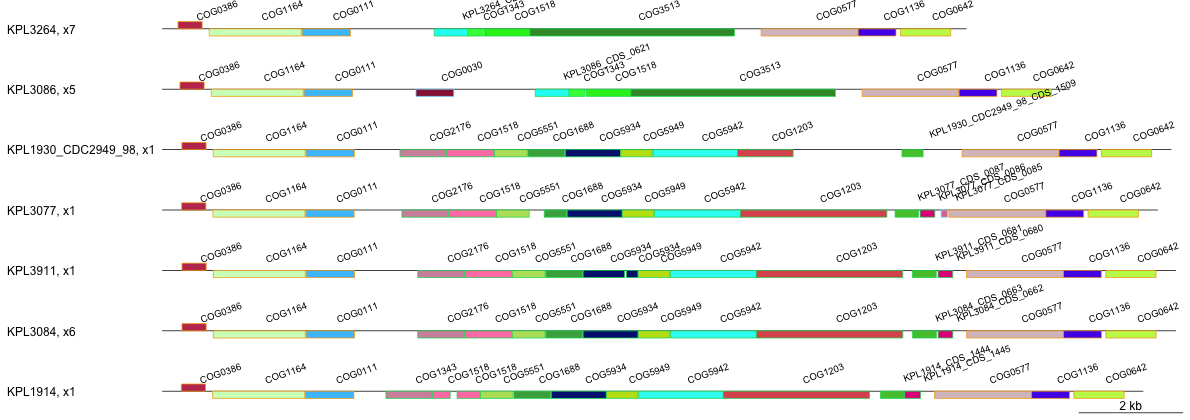 KPL3264, x7 COG0386 COG1164 COG0111 COG1343 COG1518 COG3513 COG0577 COG1136 COG0642
KPL3086, x5 COG0386 COG1164 COG0111 COG0030 KPL3086_CDS_0621 COG1343 COG1518 COG3513 COG0577 COG1136 COG0642
KPL1930_CDC2949_98, x1 COG0386 COG1164 COG0111 COG2176 COG1518 COG5551 COG1688 COG5934 COG5949 COG5942 COG1203 KPL1930_CDC2949_98_CDS_1509 COG0577 COG1136 COG0642
KPL3077, x1 COG0386 COG1164 COG0111 COG2176 COG1518 COG5551 COG1688 COG5934 COG5949 COG5942 COG1203 KPL3077_CDS_0087 KPL3077_CDS_0086 KPL3077_CDS_0085 COG0577 COG1136 COG0642
KPL3911, x1 COG0386 COG1164 COG0111 COG2176 COG1518 COG5551 COG1688 COG5934 COG5934 COG5949 COG5942 COG1203 KPL3911_CDS_0681 KPL3911_CDS_0680 COG0577 COG1136 COG0642
KPL3084, x6 COG0386 COG1164 COG0111 COG2176 COG1518 COG5551 COG1688 COG5934 COG5949 COG5942 COG1203 KPL3084_CDS_0663 KPL3084_CDS_0662 COG0577 COG1136 COG0642
KPL1914, x1 COG0386 COG1164 COG0111 COG1343 COG1518 COG1518 COG5551 COG1688 COG5934 COG5949 COG5942 COG1203 KPL1914_CDS_1444 KPL1914_CDS_1445 COG0577 COG1136 COG0642
2 kb